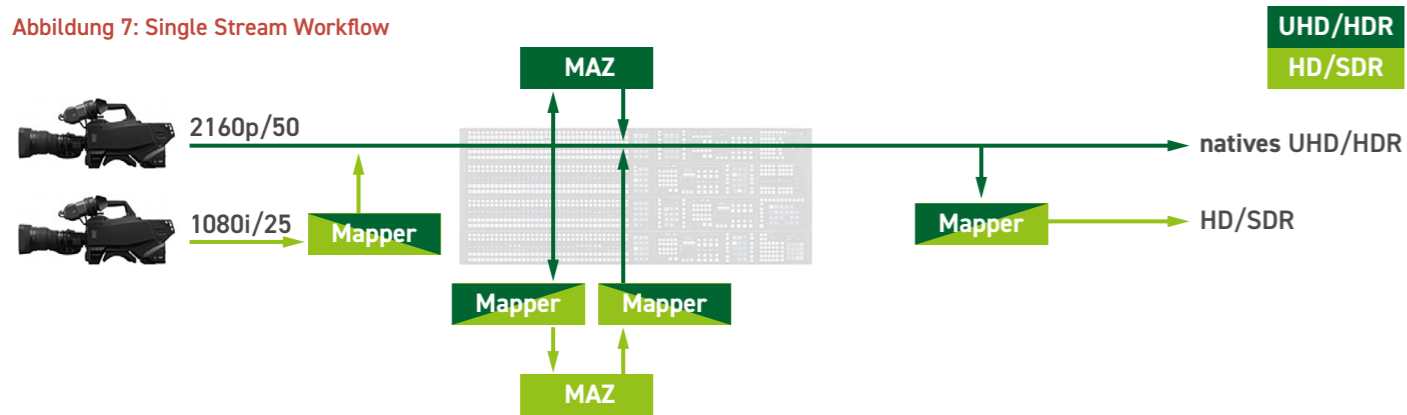 Abbildung 7: Single Stream Workflow
UHD/HDR
HD/SDR
MAZ
2160p/50
natives UHD/HDR
1080i/25
Mapper
Mapper
HD/SDR
Mapper
Mapper
MAZ